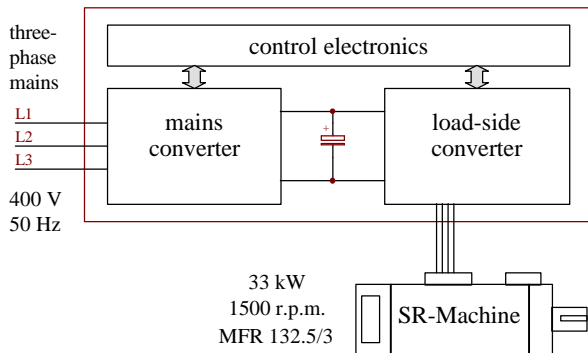 three-
phase
mains
control electronics
L1
L2
L3
mains
converter
+
load-side
converter
400 V
50 Hz
33 kW
1500 r.p.m.
MFR 132.5/3
SR-Machine